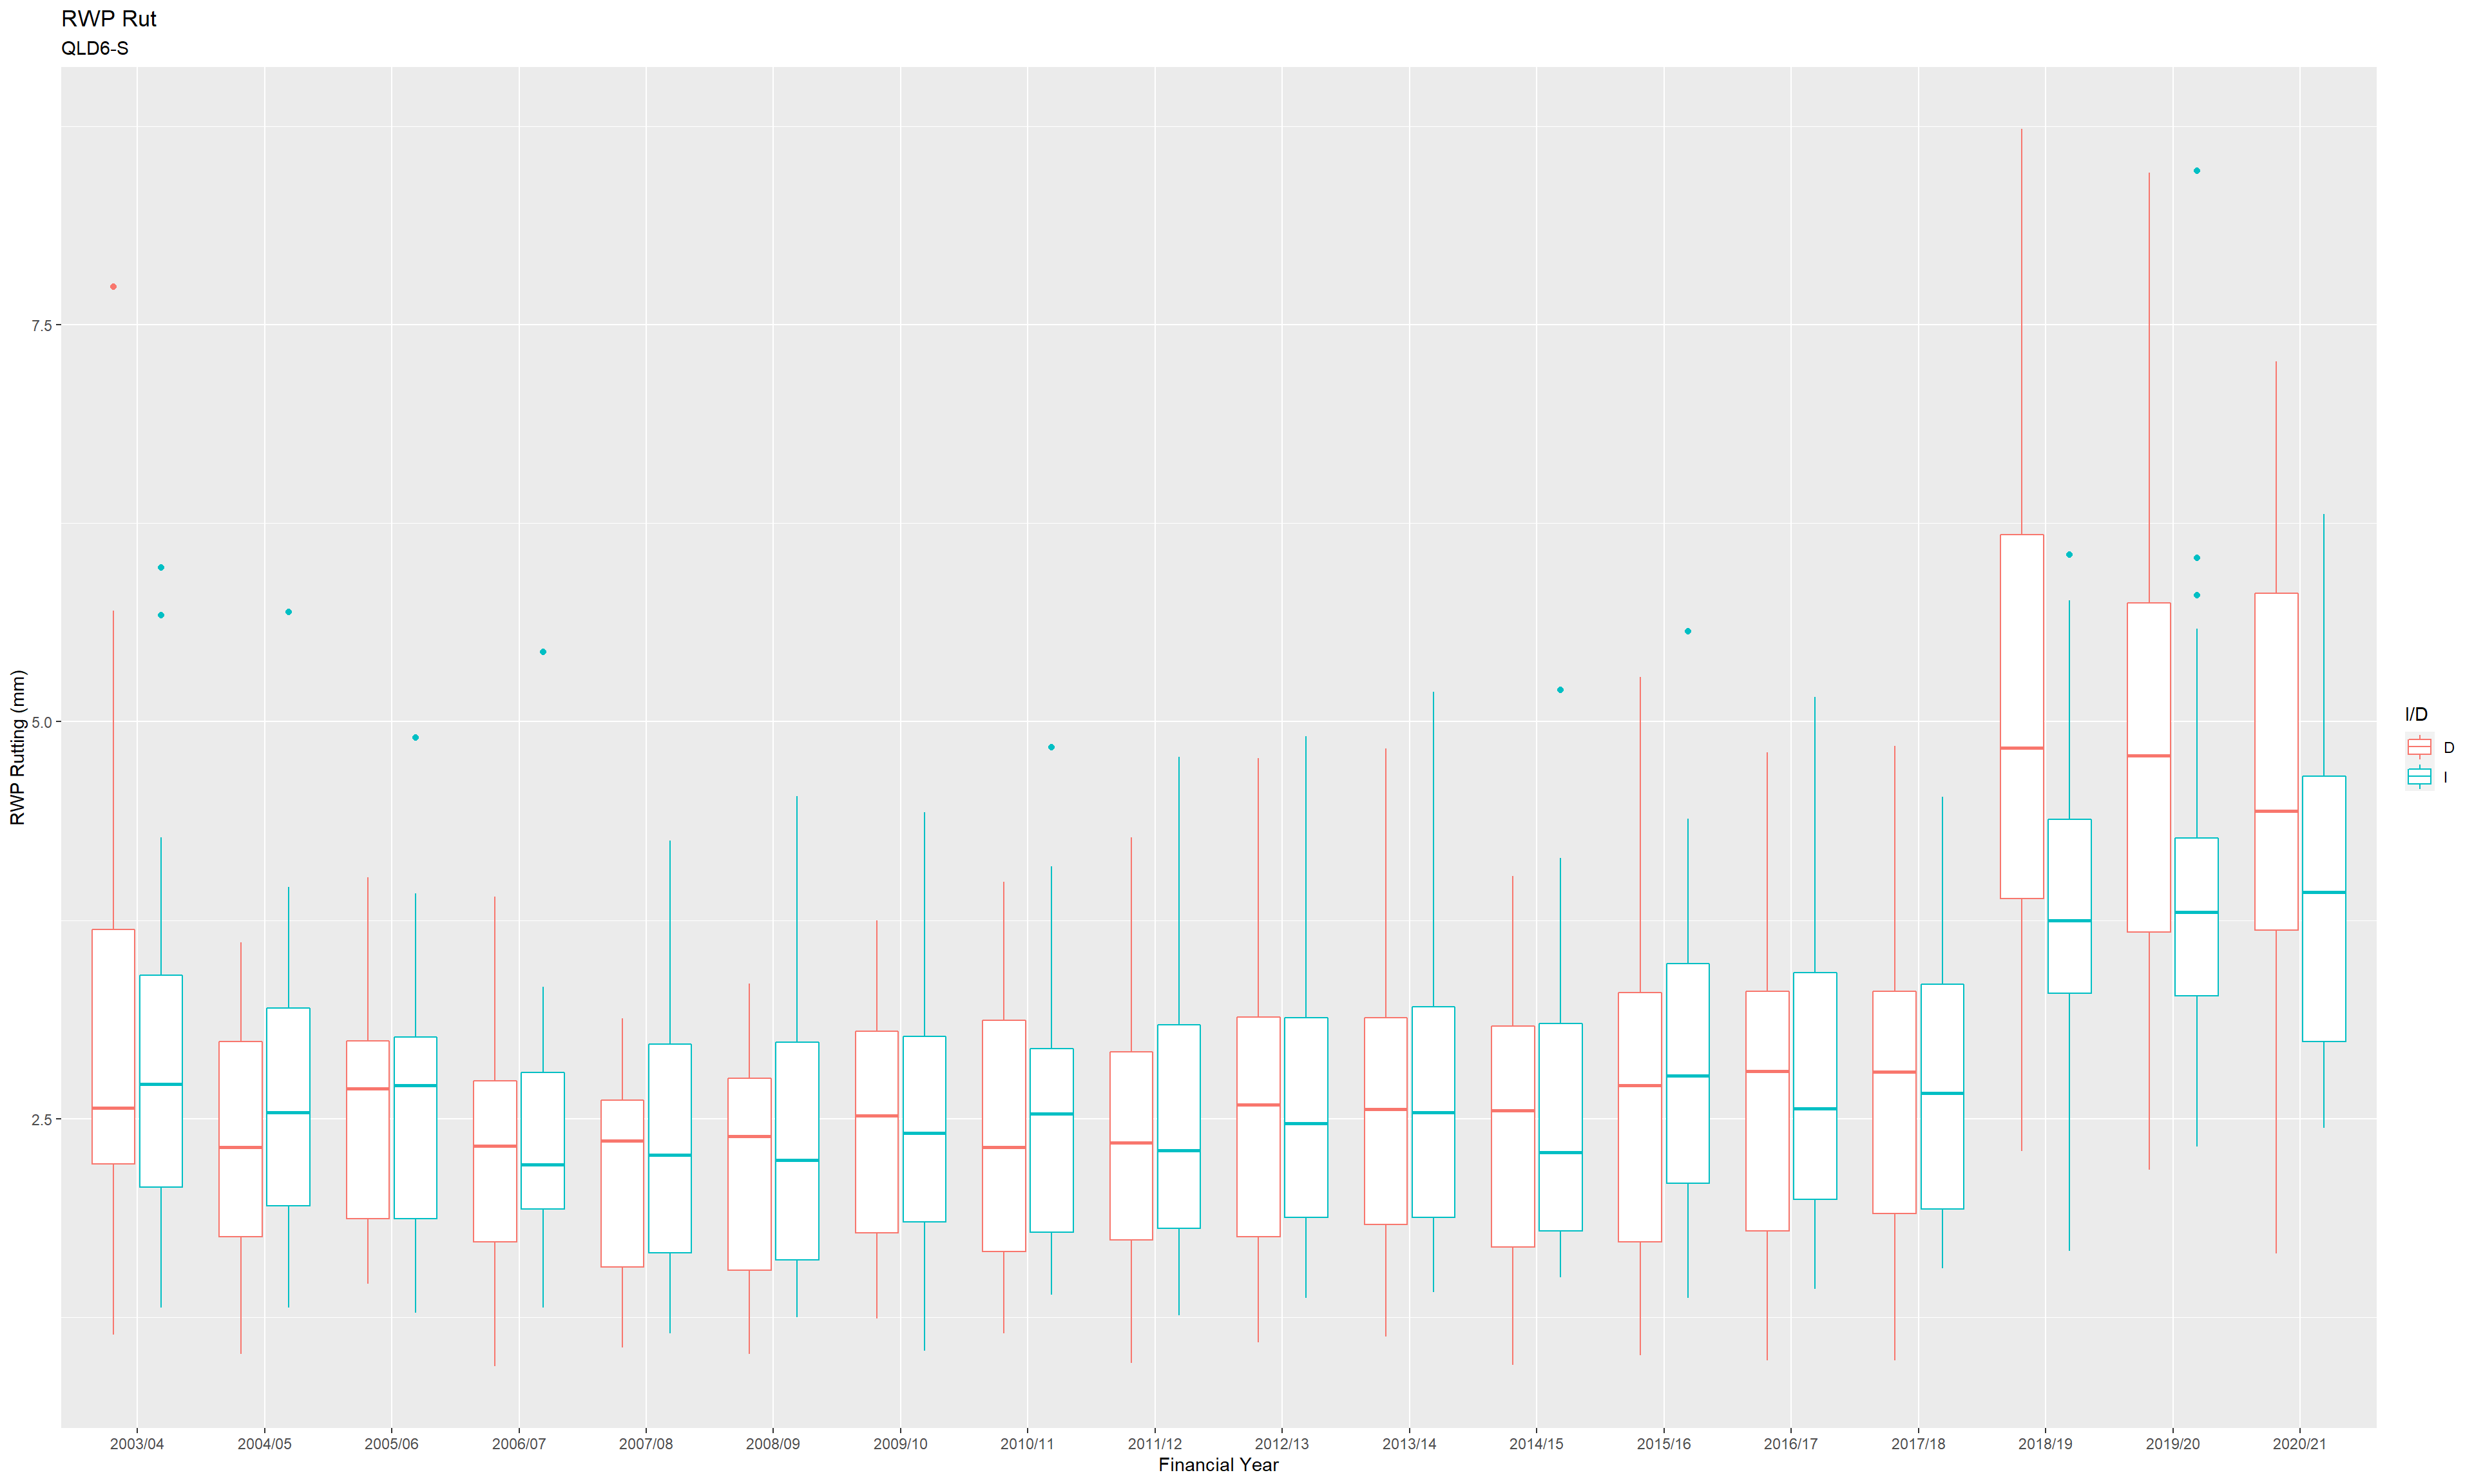 RWP Rut
QLD6-S
RWP Rutting (mm)
7.5
5.0
2.5
2003/04 2004/05 2005/06 2006/07 2007/08 2008/09 2009/10 2010/11 2011/12 2012/13 2013/14 2014/15 2015/16 2016/17 2017/18 2018/19 2019/20 2020/21
Financial Year
I/D
D
I